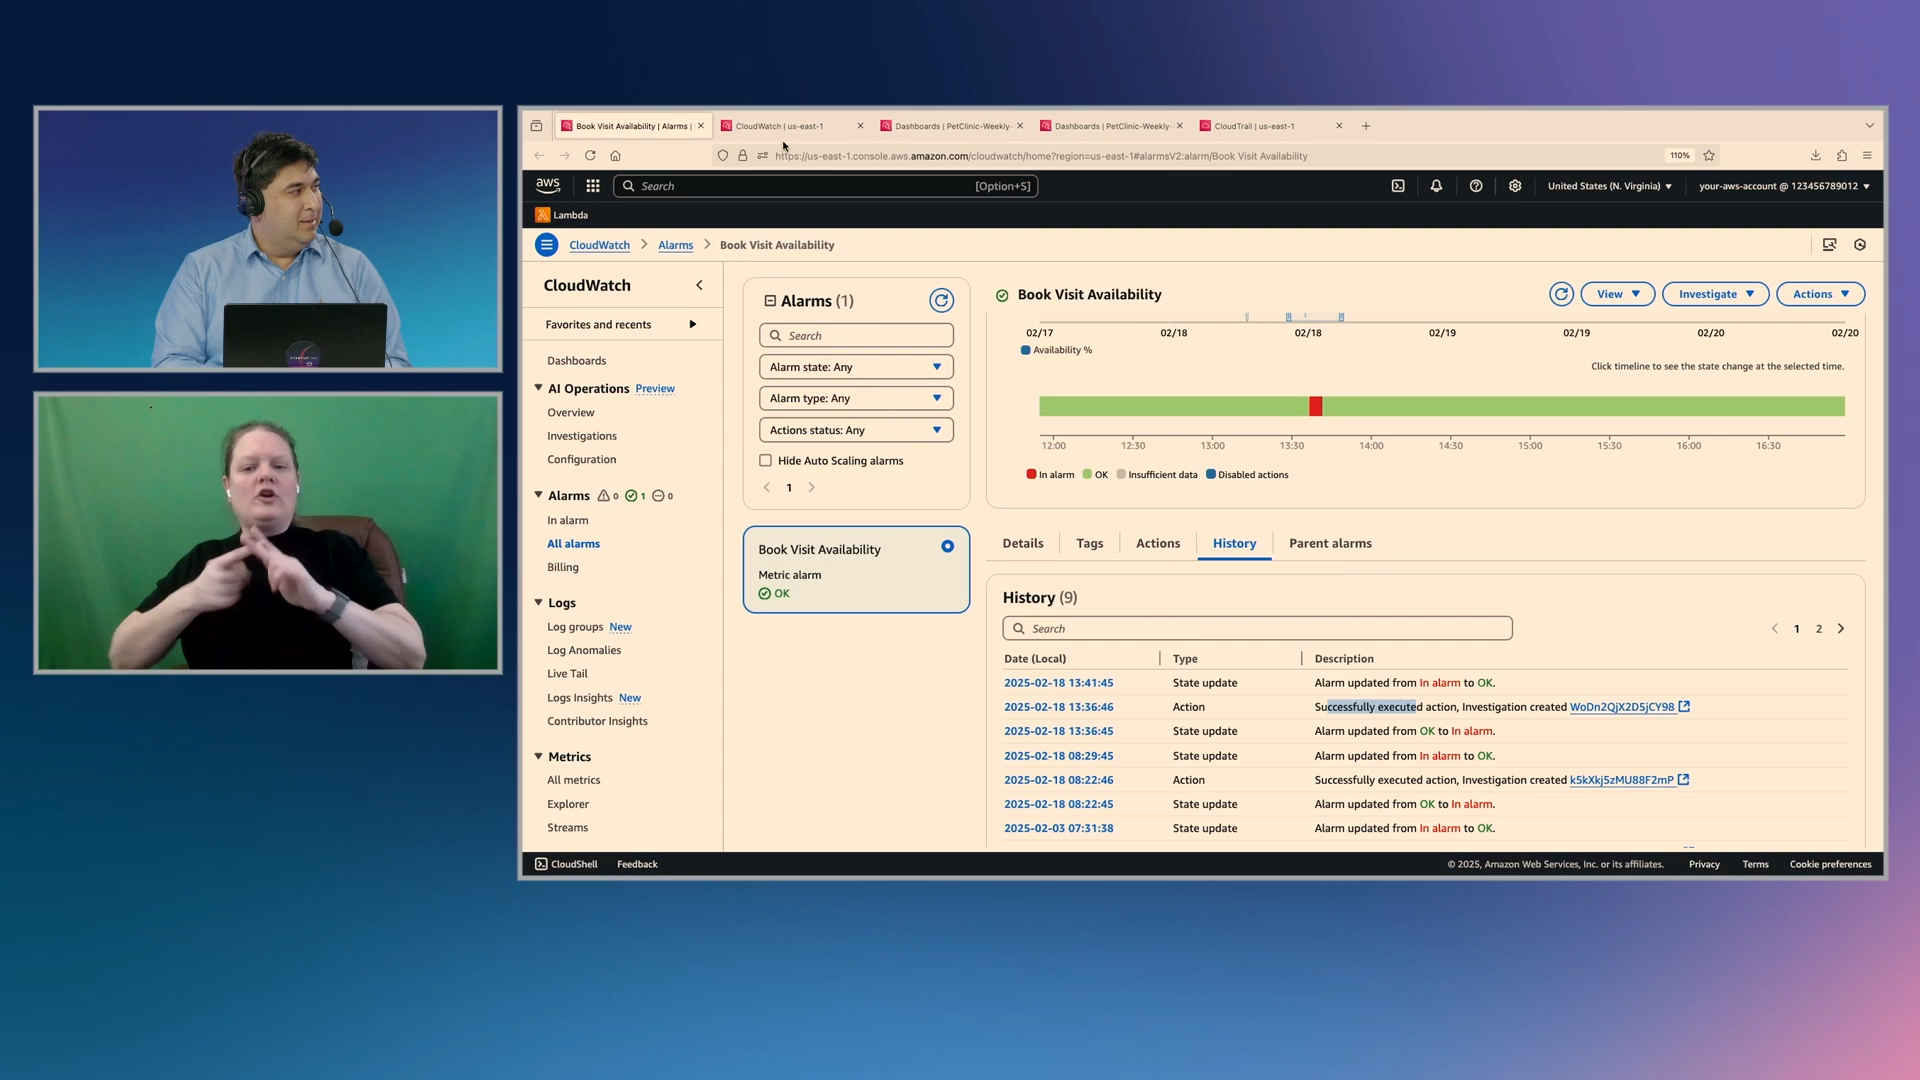 Book Visit Availability | Alarms |
CloudWatch | us-east-1
Dashboards | PetClinic-Weekly-
Dashboards | PetClinic-Weekly-
CloudTrail | us-east-1
https://us-east-1.console.aws.amazon.com/cloudwatch/home?region=us-east-1#alarmsV2:alarm/Book Visit Availability
110%
aws
Search
[Option+S]
United States (N. Virginia)
your-aws-account @ 123456789012
Lambda
CloudWatch
Alarms
Book Visit Availability
CloudWatch
Favorites and recents
Dashboards
AI Operations Preview
Overview
Investigations
Configuration
Alarms 0 1 0
In alarm
All alarms
Billing
Logs
Log groups New
Log Anomalies
Live Tail
Logs Insights New
Contributor Insights
Metrics
All metrics
Explorer
Streams
Alarms (1)
Search
Alarm state: Any
Alarm type: Any
Actions status: Any
Hide Auto Scaling alarms
1
Book Visit Availability
Metric alarm
OK
Book Visit Availability
View
Investigate
Actions
02/17 02/18 02/18 02/19 02/19 02/20 02/20
Availability %
Click timeline to see the state change at the selected time.
12:00 12:30 13:00 13:30 14:00 14:30 15:00 15:30 16:00 16:30
In alarm OK Insufficient data Disabled actions
Details Tags Actions History Parent alarms
History (9)
Search
1 2
Date (Local) Type Description
2025-02-18 13:41:45 State update Alarm updated from In alarm to OK.
2025-02-18 13:36:46 Action Successfully executed action, Investigation created WoDn2QjX2D5jCY98
2025-02-18 13:36:45 State update Alarm updated from OK to In alarm.
2025-02-18 08:29:45 State update Alarm updated from In alarm to OK.
2025-02-18 08:22:46 Action Successfully executed action, Investigation created k5kXkj5zMU88F2mP
2025-02-18 08:22:45 State update Alarm updated from OK to In alarm.
2025-02-03 07:31:38 State update Alarm updated from In alarm to OK.
CloudShell Feedback
© 2025, Amazon Web Services, Inc. or its affiliates. Privacy Terms Cookie preferences